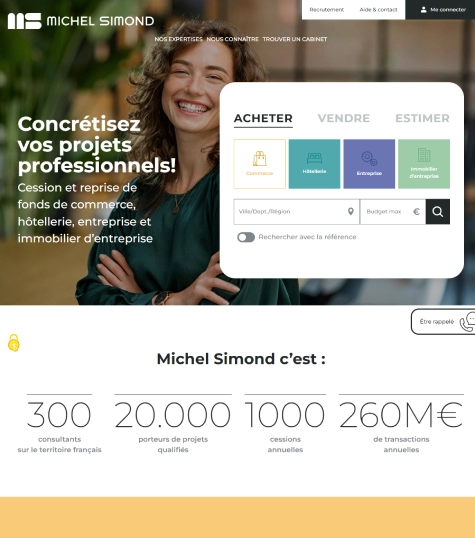 Recrutement
Aide & contact
Me connecter
MICHEL SIMOND
NOS EXPERTISES NOUS CONNAÎTRE TROUVER UN CABINET
Concrétisez
vos projets
professionnels!
Cession et reprise de
fonds de commerce,
hôtellerie, entreprise et
immobilier d'entreprise
ACHETER
VENDRE
ESTIMER
Commerce
Hôtellerie
Entreprise
Immobilier
d'entreprise
Ville/Dept./Région
Budget max €
Rechercher avec la référence
Être rappelé
Michel Simond c'est :
300
consultants
sur le territoire français
20.000
porteurs de projets
qualifiés
1000
cessions
annuelles
260M€
de transactions
annuelles